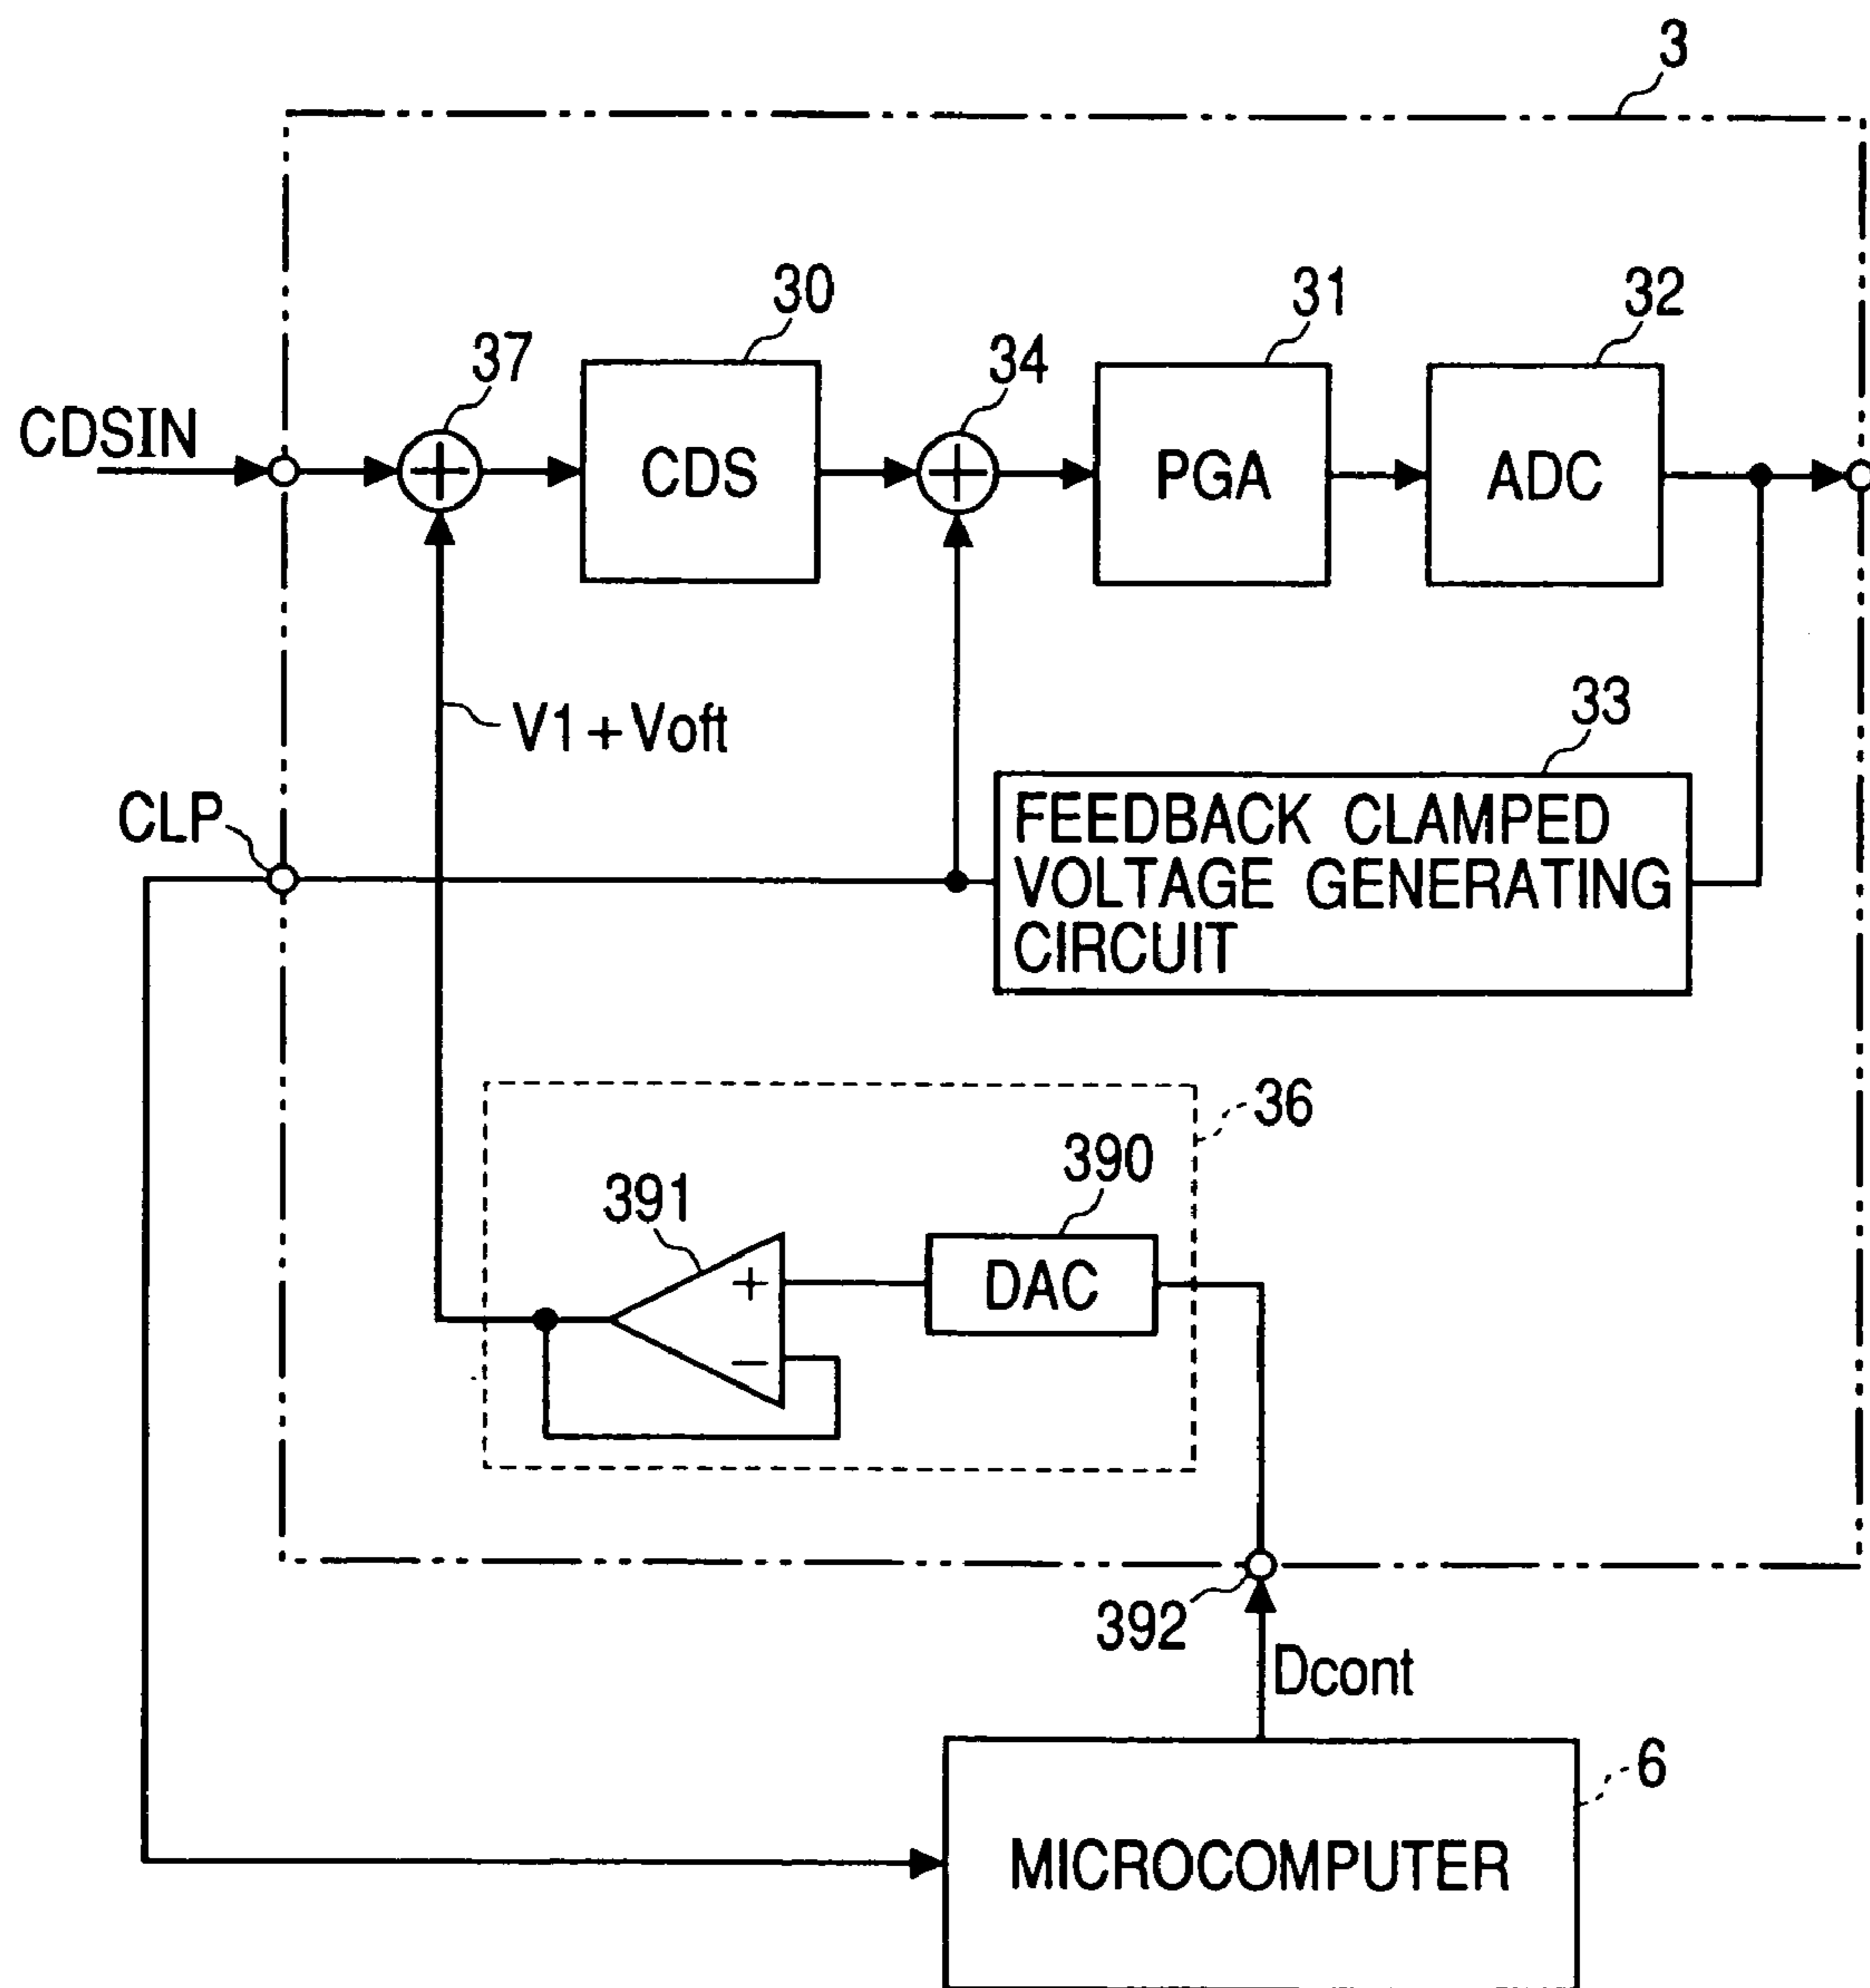 3
30
31
32
37
34
CDSIN
CDS
PGA
ADC
33
V1+Voft
CLP
FEEDBACK CLAMPED
VOLTAGE GENERATING
CIRCUIT
36
390
391
+
DAC
−
392
Dcont
6
MICROCOMPUTER